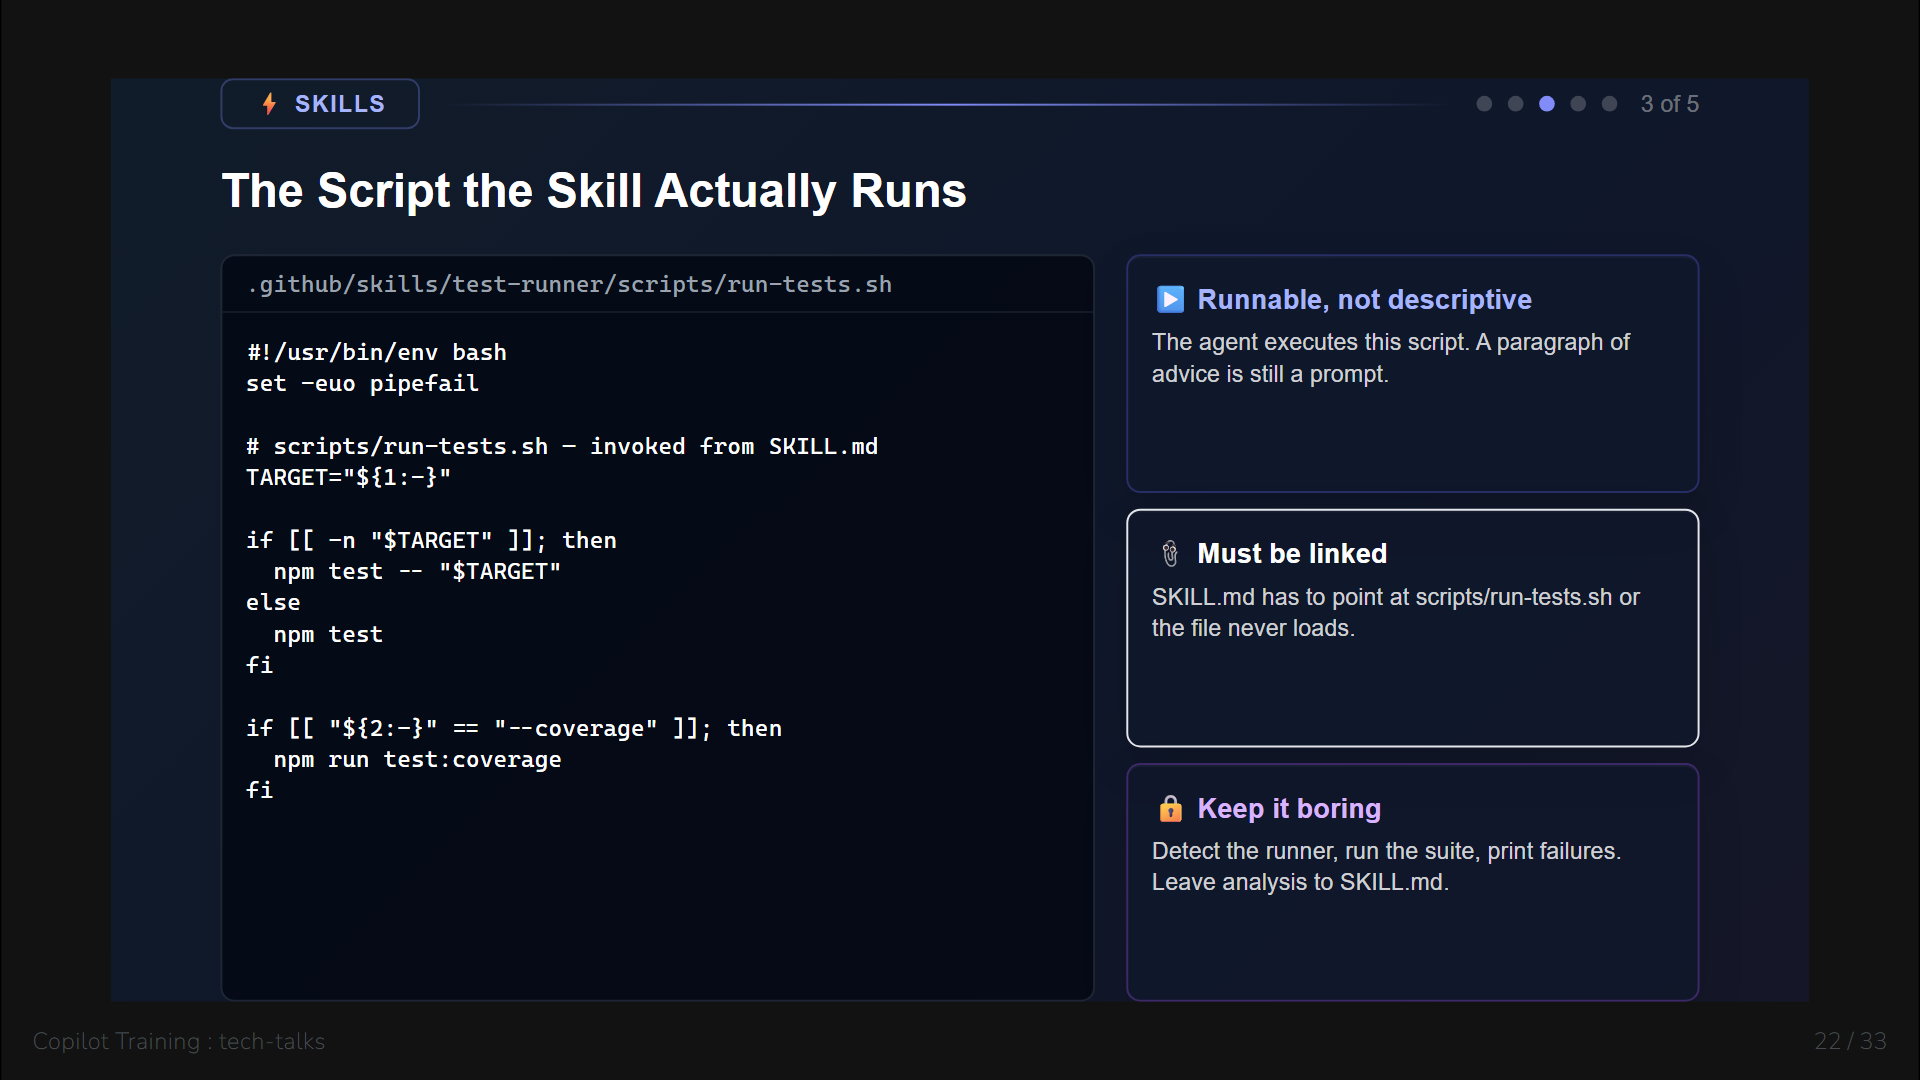 SKILLS
3 of 5
The Script the Skill Actually Runs
.github/skills/test-runner/scripts/run-tests.sh
#!/usr/bin/env bash
set -euo pipefail
# scripts/run-tests.sh — invoked from SKILL.md
TARGET="${1:-}"
if [[ -n "$TARGET" ]]; then
  npm test -- "$TARGET"
else
  npm test
fi
if [[ "${2:-}" == "--coverage" ]]; then
  npm run test:coverage
fi
Runnable, not descriptive
The agent executes this script. A paragraph of
advice is still a prompt.
Must be linked
SKILL.md has to point at scripts/run-tests.sh or
the file never loads.
Keep it boring
Detect the runner, run the suite, print failures.
Leave analysis to SKILL.md.
Copilot Training : tech-talks
22 / 33